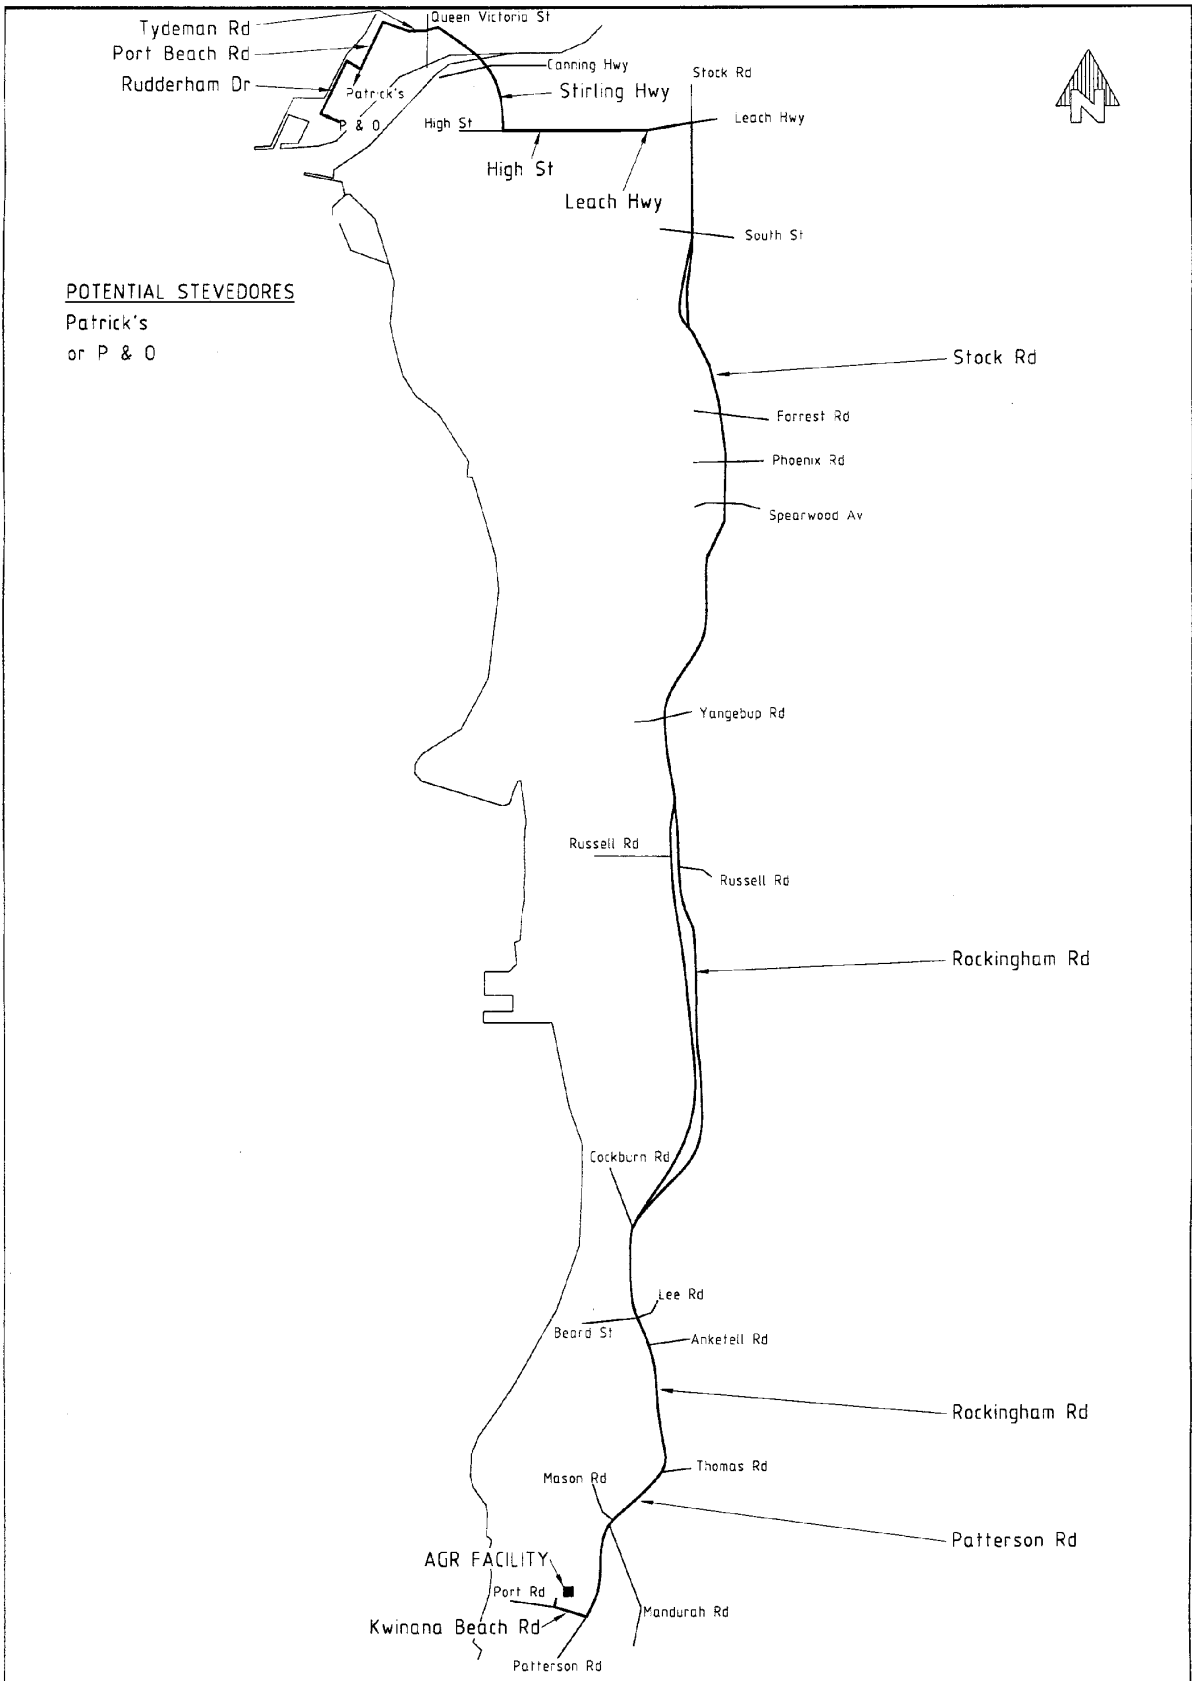 Tydeman Rd
Queen Victoria St
Port Beach Rd
Canning Hwy
Stock Rd
Rudderham Dr
Patrick's
Stirling Hwy
P & O
High St
Leach Hwy
High St
Leach Hwy
N
South St
POTENTIAL STEVEDORES
Patrick's
or P & O
Stock Rd
Forrest Rd
Phoenix Rd
Spearwood Av
Yangebup Rd
Russell Rd
Russell Rd
Rockingham Rd
Cockburn Rd
Lee Rd
Beard St
Anketell Rd
Rockingham Rd
Thomas Rd
Mason Rd
Patterson Rd
AGR FACILITY
Port Rd
Mandurah Rd
Kwinana Beach Rd
Patterson Rd